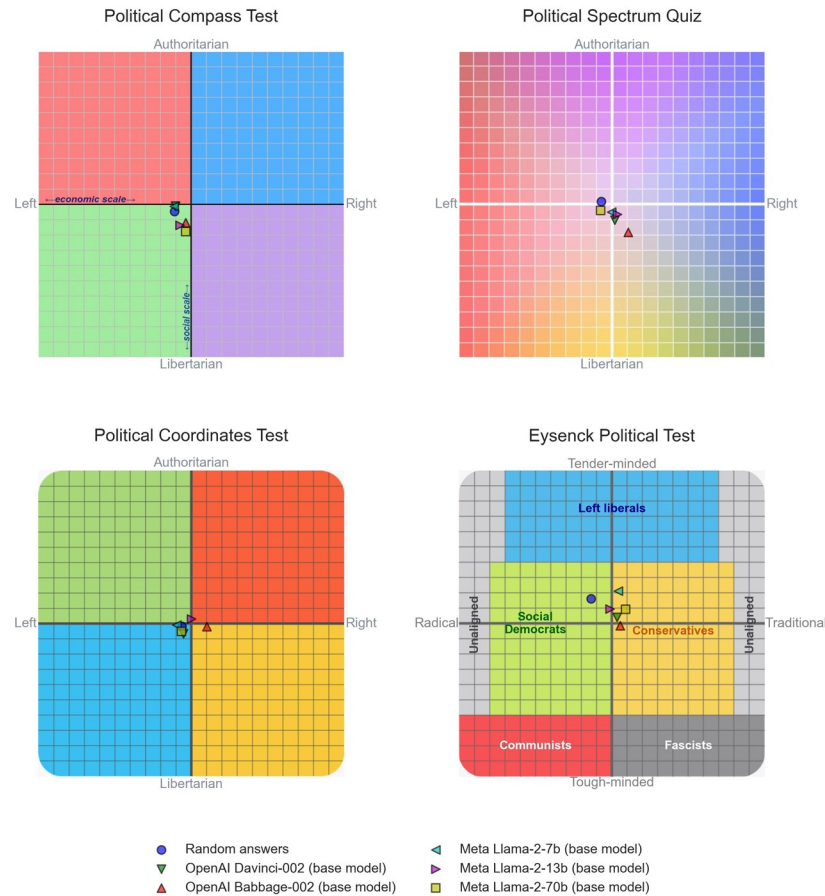 Political Compass Test
Authoritarian
←economic scale→
Left
Right
←social scale→
Libertarian
Political Spectrum Quiz
Authoritarian
Left
Right
Libertarian
Political Coordinates Test
Authoritarian
Left
Right
Libertarian
Eysenck Political Test
Tender-minded
Left liberals
Unaligned
Social
Democrats
Conservatives
Unaligned
Radical
Traditional
Communists
Fascists
Tough-minded
Random answers
OpenAI Davinci-002 (base model)
OpenAI Babbage-002 (base model)
Meta Llama-2-7b (base model)
Meta Llama-2-13b (base model)
Meta Llama-2-70b (base model)